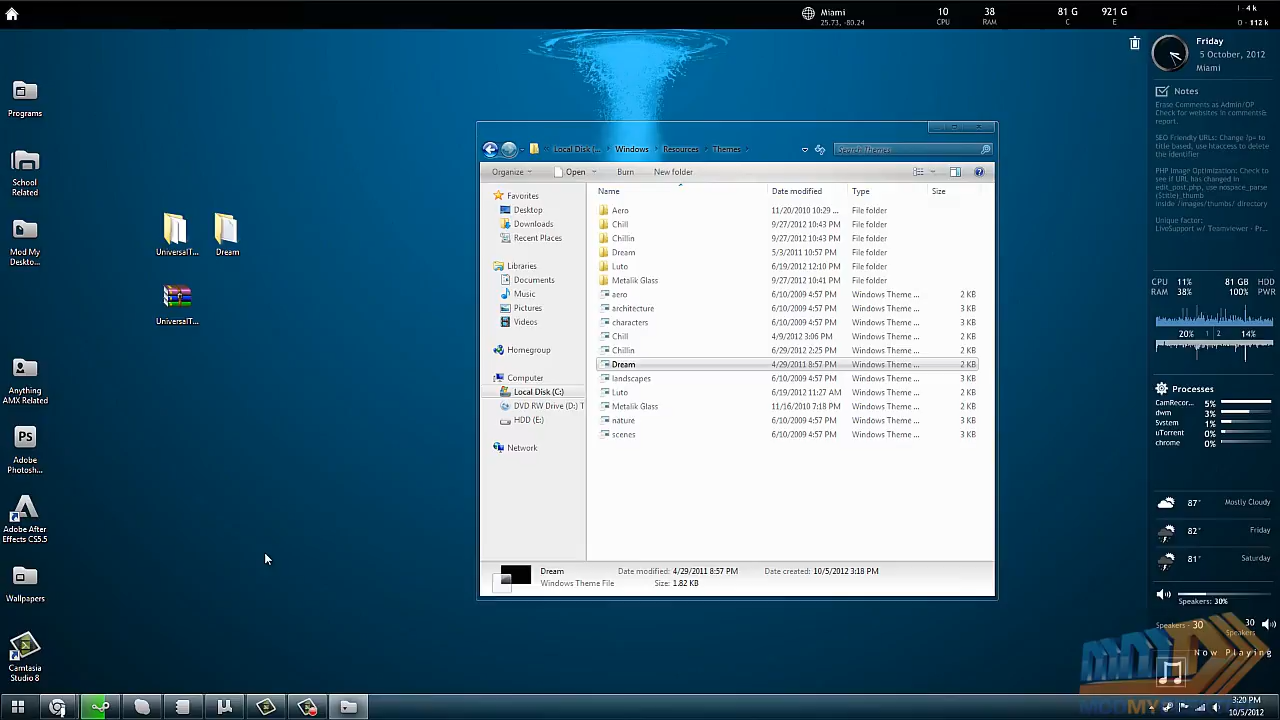 Miami
25.73, -80.24
10
CPU
38
RAM
81 G
C
921 G
E
I - 4 k
O - 112 k
Friday
5 October, 2012
Miami
Notes
Erase Comments as Admin/DP
Check for websites in comments&
report.
SEO Friendly URLs: Change /p= to
title based, use htaccess to delete
the identifier
PHP Image Optimization: Check to
see if URL has changed in
edit_post.php, use nospice_parse
($title)_thumb
inside /images/thumbs/ directory
Unique factor:
LiveSupport w/ Teamviewer - Pr...
CPU 11% 81 GB HDD
RAM 38% 100% PWR
20% 1 2 14%
Processes
CamRecor... 5%
dwm 3%
System 1%
uTorrent 0%
chrome 0%
87° Mostly Cloudy
82° Friday
81° Saturday
Speakers: 30%
Speakers - 30
30
Speakers
Now Playing
Programs
School
Related
Mod My
Deskto...
Anything
AMX Related
Adobe
Photosh...
Adobe After
Effects CS5.5
Wallpapers
Camtasia
Studio 8
UniversalT...
Dream
UniversalT...
Local Disk (... Windows Resources Themes
Search Themes
Organize Open Burn New folder
Name Date modified Type Size
Favorites
Desktop
Downloads
Recent Places
Libraries
Documents
Music
Pictures
Videos
Homegroup
Computer
Local Disk (C:)
DVD RW Drive (D:) T
HDD (E:)
Network
Aero 11/20/2010 10:29 ... File folder
Chill 9/27/2012 10:43 PM File folder
Chillin 9/27/2012 10:43 PM File folder
Dream 5/3/2011 10:57 PM File folder
Luto 6/19/2012 12:10 PM File folder
Metalik Glass 9/27/2012 10:41 PM File folder
aero 6/10/2009 4:57 PM Windows Theme ... 2 KB
architecture 6/10/2009 4:57 PM Windows Theme ... 2 KB
characters 6/10/2009 4:57 PM Windows Theme ... 2 KB
Chill 4/9/2012 3:06 PM Windows Theme ... 2 KB
Chillin 6/29/2012 2:25 PM Windows Theme ... 2 KB
Dream 4/29/2011 8:57 PM Windows Theme ... 2 KB
landscapes 6/10/2009 4:57 PM Windows Theme ... 3 KB
Luto 6/19/2012 11:27 AM Windows Theme ... 2 KB
Metalik Glass 11/16/2010 7:18 PM Windows Theme ... 2 KB
nature 6/10/2009 4:57 PM Windows Theme ... 3 KB
scenes 6/10/2009 4:57 PM Windows Theme ... 3 KB
Dream Date modified: 4/29/2011 8:57 PM Date created: 10/5/2012 3:18 PM
Windows Theme File Size: 1.82 KB
3:20 PM
10/5/2012